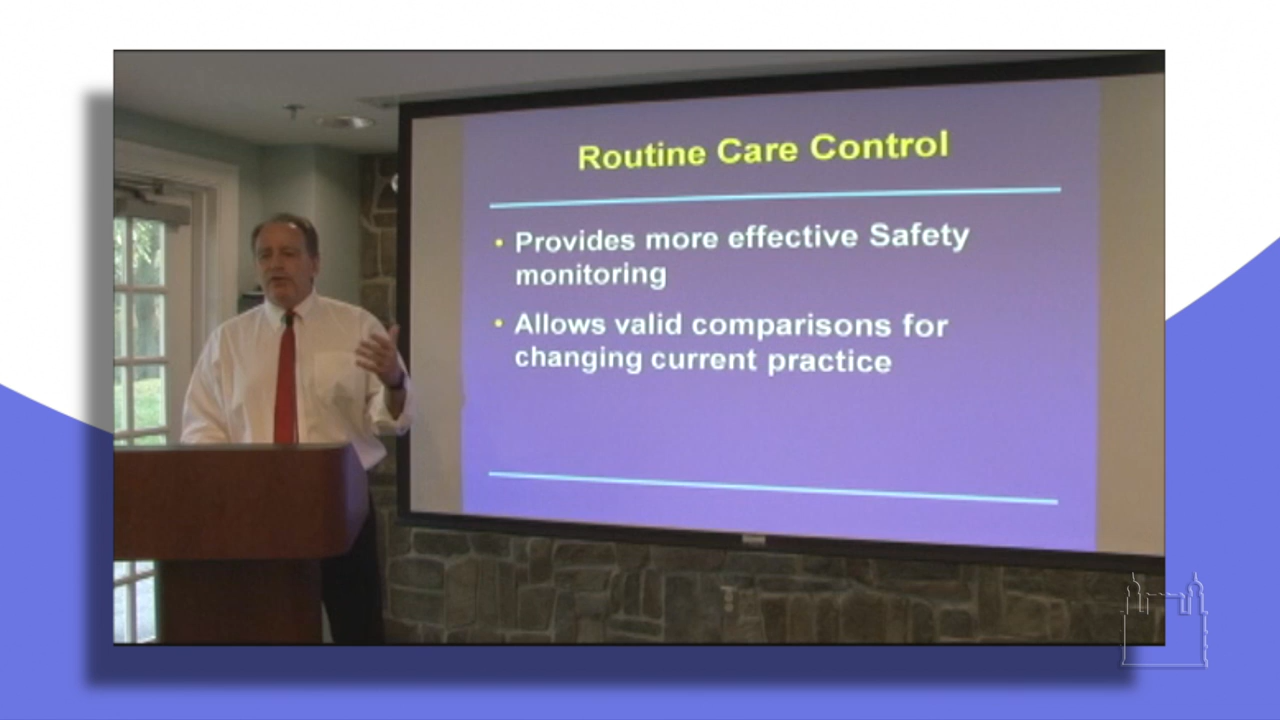 Routine Care Control
• Provides more effective Safety
monitoring
• Allows valid comparisons for
changing current practice